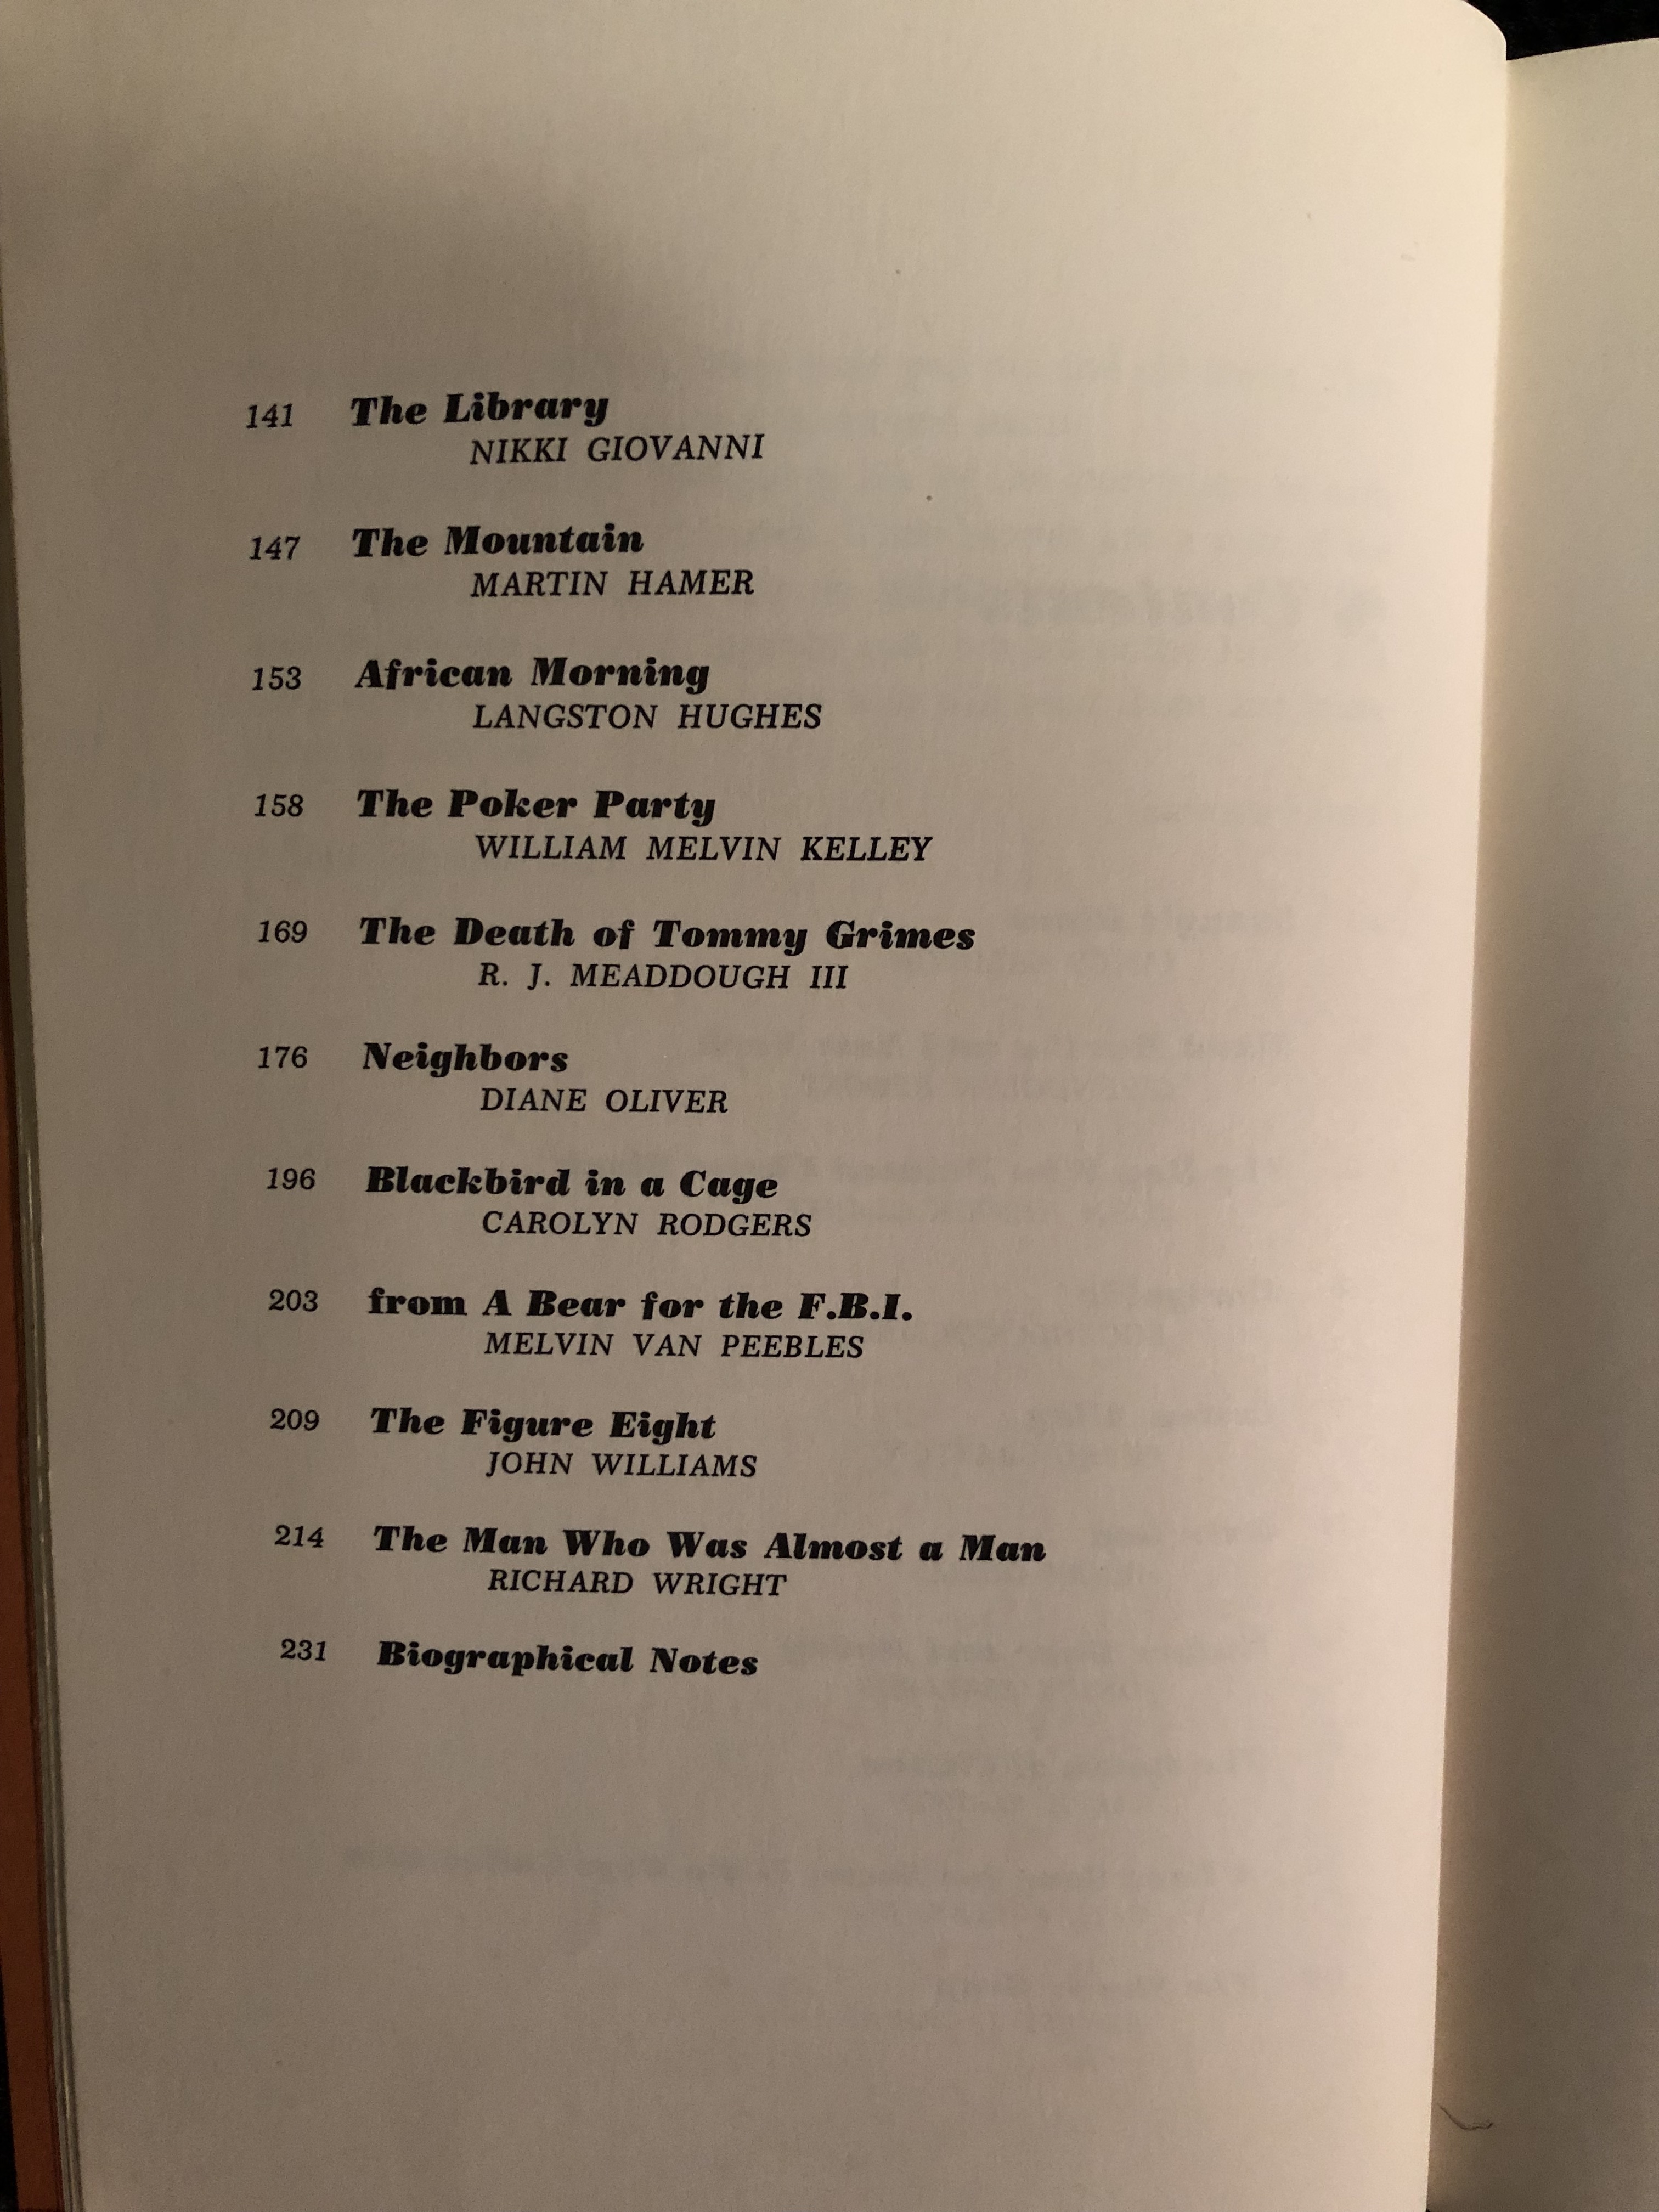 141 The Library
NIKKI GIOVANNI
147 The Mountain
MARTIN HAMER
153 African Morning
LANGSTON HUGHES
158 The Poker Party
WILLIAM MELVIN KELLEY
169 The Death of Tommy Grimes
R. J. MEADDOUGH III
176 Neighbors
DIANE OLIVER
196 Blackbird in a Cage
CAROLYN RODGERS
203 from A Bear for the F.B.I.
MELVIN VAN PEEBLES
209 The Figure Eight
JOHN WILLIAMS
214 The Man Who Was Almost a Man
RICHARD WRIGHT
231 Biographical Notes